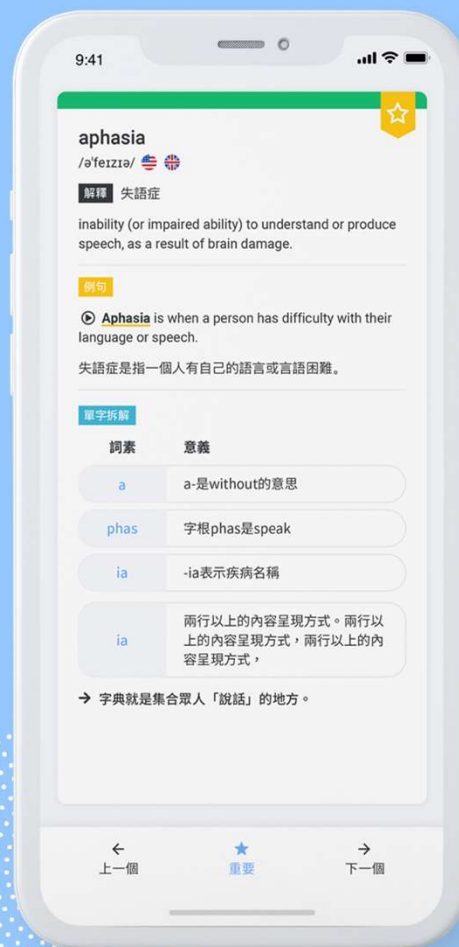 9:41
aphasia
/ə'feɪzɪə/
解釋 失語症
inability (or impaired ability) to understand or produce
speech, as a result of brain damage.
例句
Aphasia is when a person has difficulty with their
language or speech.
失語症是指一個人有自己的語言或言語困難。
單字拆解
詞素 意義
a a-是without的意思
phas 字根phas是speak
ia -ia表示疾病名稱
ia 兩行以上的內容呈現方式。兩行以
上的內容呈現方式，兩行以上的內
容呈現方式，
→ 字典就是集合眾人「說話」的地方。
← ★ →
上一個 重要 下一個